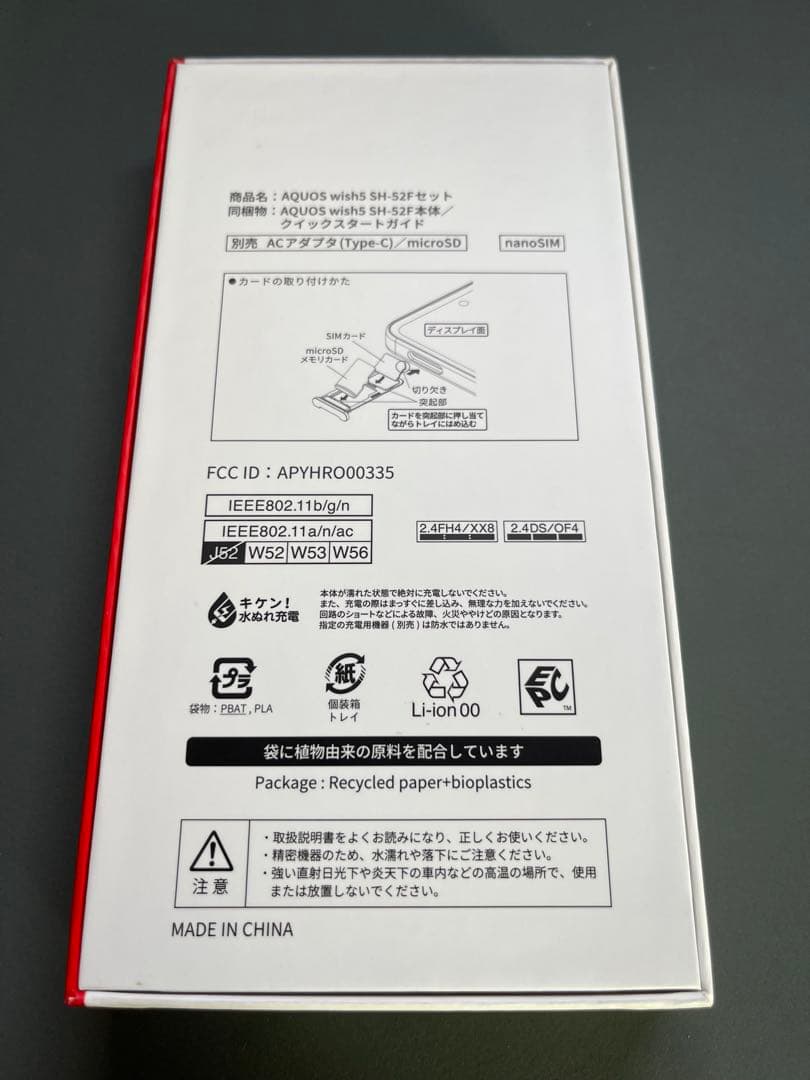 商品名：AQUOS wish5 SH-52Fセット
同梱物：AQUOS wish5 SH-52F本体／
クイックスタートガイド
別売 ACアダプタ(Type-C)／microSD
nanoSIM
●カードの取り付けかた
ディスプレイ面
SIMカード
microSD
メモリカード
切り欠き
突起部
カードを突起部に押し当て
ながらトレイにはめ込む
FCC ID：APYHRO00335
IEEE802.11b/g/n
IEEE802.11a/n/ac
J52 W52 W53 W56
2.4FH4/XX8
2.4DS/OF4
キケン！
水ぬれ充電
本体が濡れた状態で絶対に充電しないでください。
また、充電の際はまっすぐに差し込み、無理な力を加えないでください。
回路のショートなどによる故障、火災ややけどの原因となります。
指定の充電用機器(別売)は防水ではありません。
プラ
袋物：PBAT , PLA
紙
個装箱
トレイ
Li-ion 00
EPC
TM
袋に植物由来の原料を配合しています
Package : Recycled paper+bioplastics
注意
・取扱説明書をよくお読みになり、正しくお使いください。
・精密機器のため、水濡れや落下にご注意ください。
・強い直射日光下や炎天下の車内などの高温の場所で、使用
または放置しないでください。
MADE IN CHINA